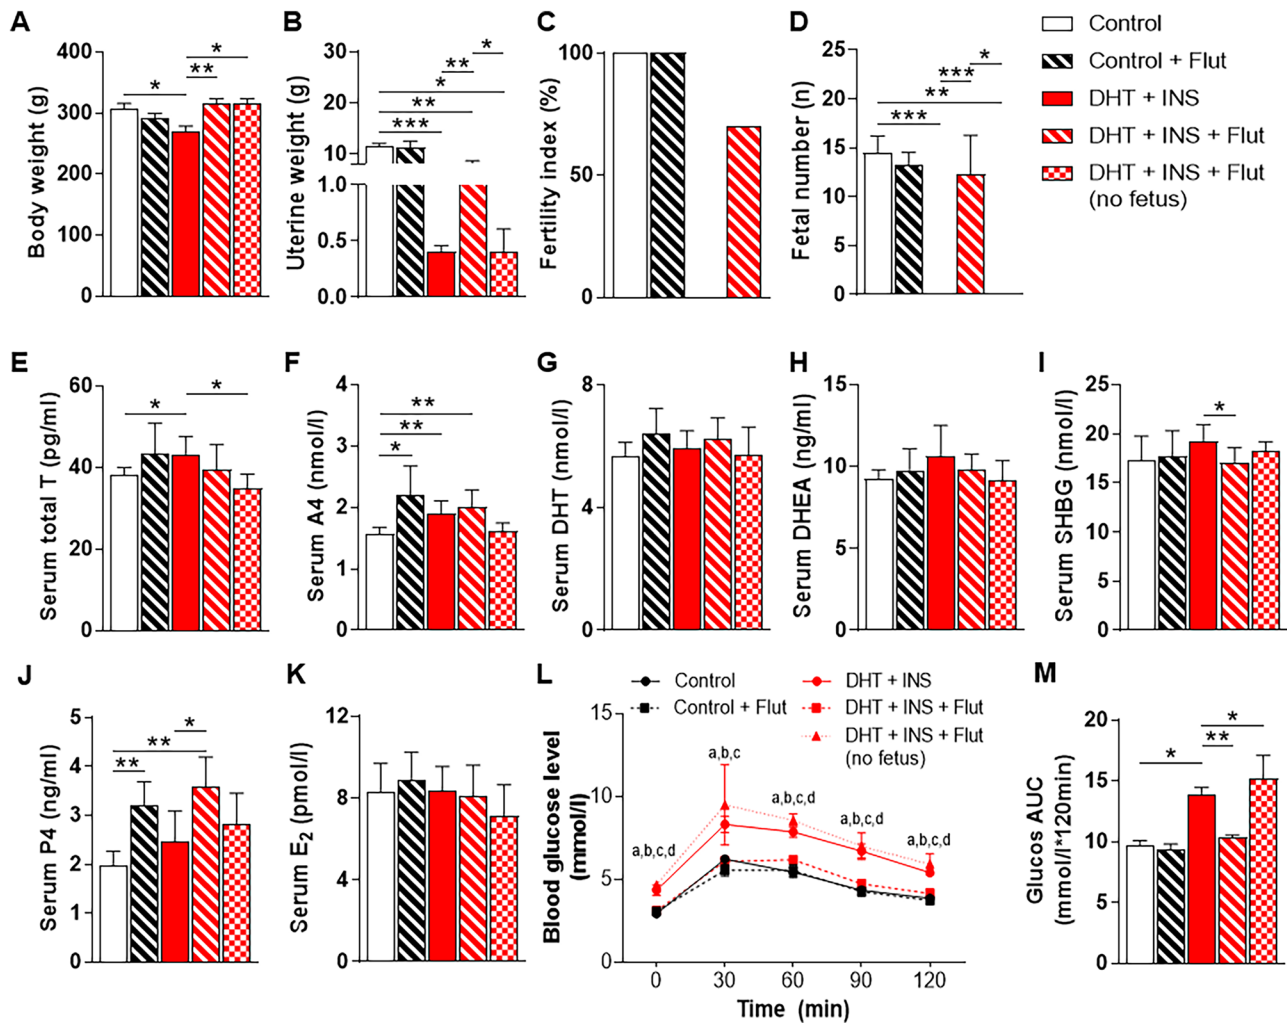 A
Body weight (g)
400
300
200
100
0
*
**
*
B
Uterine weight (g)
30
20
10
1.0
0.5
0.0
*
**
*
**
***
C
Fertility index (%)
100
50
0
D
Fetal number (n)
25
20
15
10
5
0
*
***
**
***
Control
Control + Flut
DHT + INS
DHT + INS + Flut
DHT + INS + Flut
(no fetus)
E
Serum total T (pg/ml)
60
40
20
0
*
*
F
Serum A4 (nmol/l)
4
3
2
1
0
**
**
*
G
Serum DHT (nmol/l)
8
4
0
H
Serum DHEA (ng/ml)
15
10
5
0
I
Serum SHBG (nmol/l)
25
20
15
10
5
0
*
J
Serum P4 (ng/ml)
5
4
3
2
1
0
*
**
**
K
Serum E2 (pmol/l)
12
8
4
0
L
Control
Control + Flut
DHT + INS
DHT + INS + Flut
DHT + INS + Flut
(no fetus)
Blood glucose level
(mmol/l)
15
10
5
0
a,b,c,d
a,b,c
a,b,c,d
a,b,c,d
a,b,c,d
0 30 60 90 120
Time (min)
M
Glucos AUC
(mmol/l*120min)
20
15
10
5
0
*
**
*